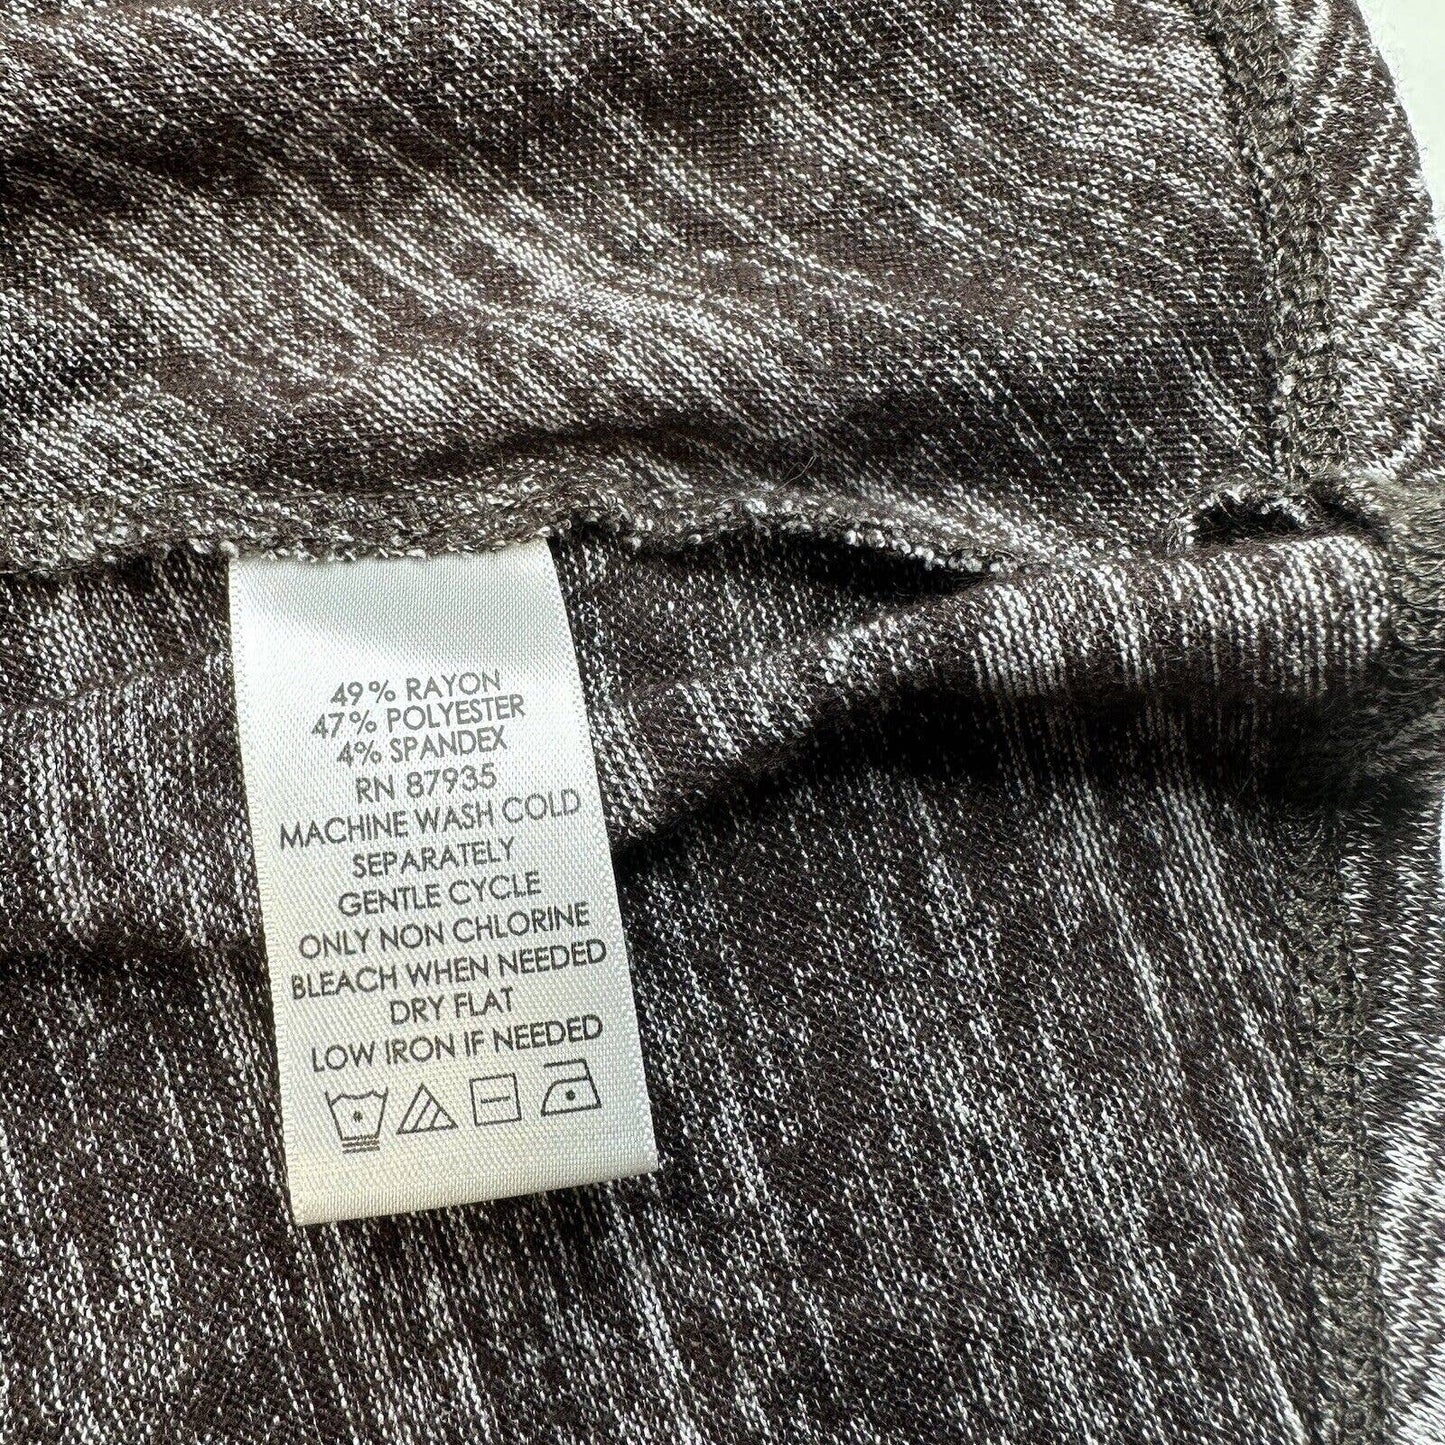 49% RAYON
47% POLYESTER
4% SPANDEX
RN 87935
MACHINE WASH COLD
SEPARATELY
GENTLE CYCLE
ONLY NON CHLORINE
BLEACH WHEN NEEDED
DRY FLAT
LOW IRON IF NEEDED